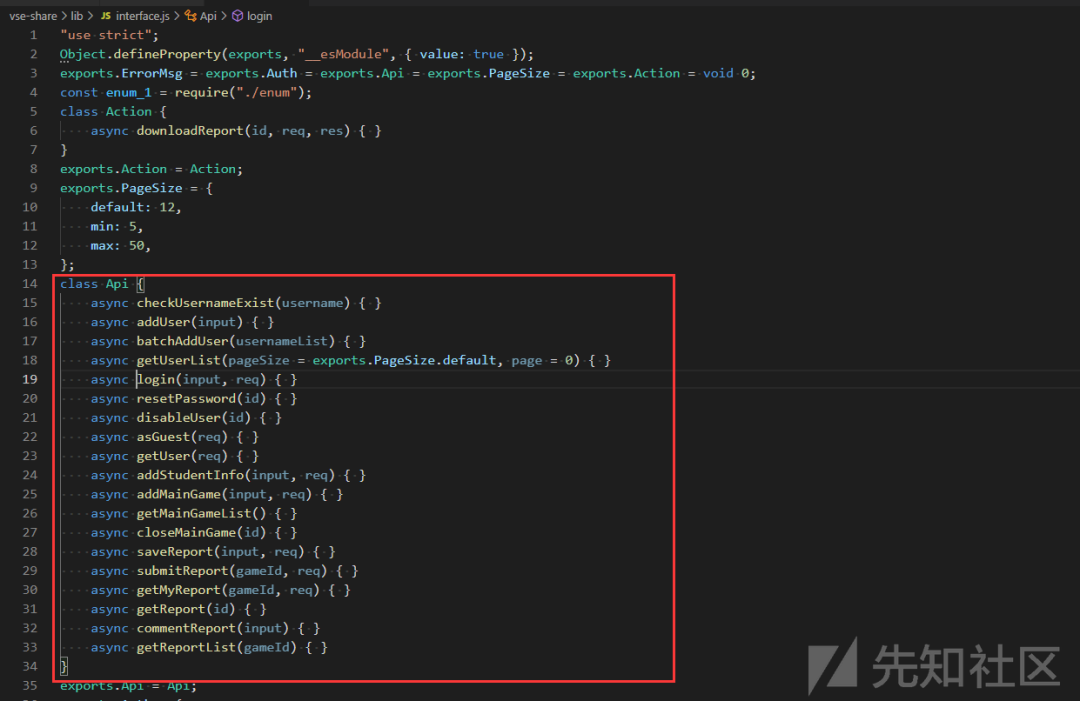 vse-share > lib > JS interface.js > Api > login
1 "use strict";
2 Object.defineProperty(exports, "__esModule", { value: true });
3 exports.ErrorMsg = exports.Auth = exports.Api = exports.PageSize = exports.Action = void 0;
4 const enum_1 = require("./enum");
5 class Action {
6 async downloadReport(id, req, res) { }
7 }
8 exports.Action = Action;
9 exports.PageSize = {
10 default: 12,
11 min: 5,
12 max: 50,
13 };
14 class Api {
15 async checkUsernameExist(username) { }
16 async addUser(input) { }
17 async batchAddUser(usernameList) { }
18 async getUserList(pageSize = exports.PageSize.default, page = 0) { }
19 async login(input, req) { }
20 async resetPassword(id) { }
21 async disableUser(id) { }
22 async asGuest(req) { }
23 async getUser(req) { }
24 async addStudentInfo(input, req) { }
25 async addMainGame(input, req) { }
26 async getMainGameList() { }
27 async closeMainGame(id) { }
28 async saveReport(input, req) { }
29 async submitReport(gameId, req) { }
30 async getMyReport(gameId, req) { }
31 async getReport(id) { }
32 async commentReport(input) { }
33 async getReportList(gameId) { }
34 }
35 exports.Api = Api;
先知社区